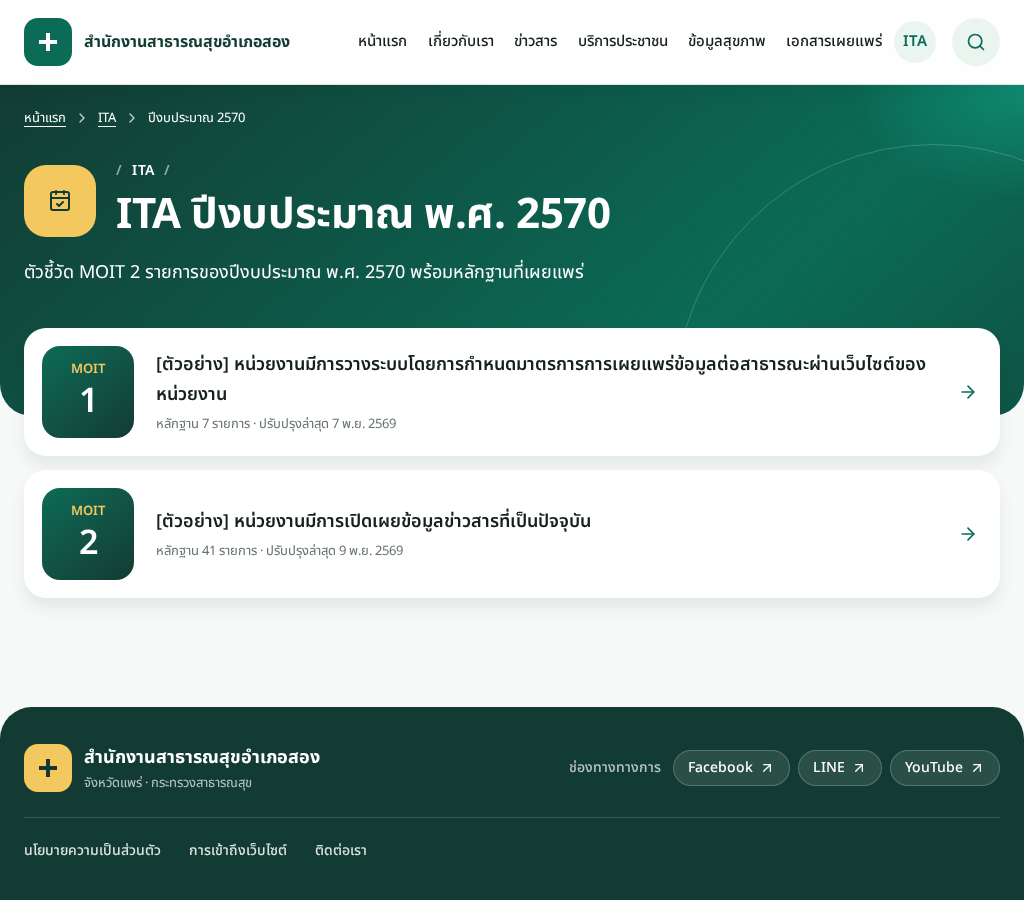 สำนักงานสาธารณสุขอำเภอสอง
หน้าแรก เกี่ยวกับเรา ข่าวสาร บริการประชาชน ข้อมูลสุขภาพ เอกสารเผยแพร่ ITA
หน้าแรก ITA ปีงบประมาณ 2570
/ ITA /
ITA ปีงบประมาณ พ.ศ. 2570
ตัวชี้วัด MOIT 2 รายการของปีงบประมาณ พ.ศ. 2570 พร้อมหลักฐานที่เผยแพร่
MOIT
1
[ตัวอย่าง] หน่วยงานมีการวางระบบโดยการกำหนดมาตรการการเผยแพร่ข้อมูลต่อสาธารณะผ่านเว็บไซต์ของ
หน่วยงาน
หลักฐาน 7 รายการ · ปรับปรุงล่าสุด 7 พ.ย. 2569
MOIT
2
[ตัวอย่าง] หน่วยงานมีการเปิดเผยข้อมูลข่าวสารที่เป็นปัจจุบัน
หลักฐาน 41 รายการ · ปรับปรุงล่าสุด 9 พ.ย. 2569
สำนักงานสาธารณสุขอำเภอสอง
จังหวัดแพร่ · กระทรวงสาธารณสุข
ช่องทางทางการ Facebook LINE YouTube
นโยบายความเป็นส่วนตัว การเข้าถึงเว็บไซต์ ติดต่อเรา